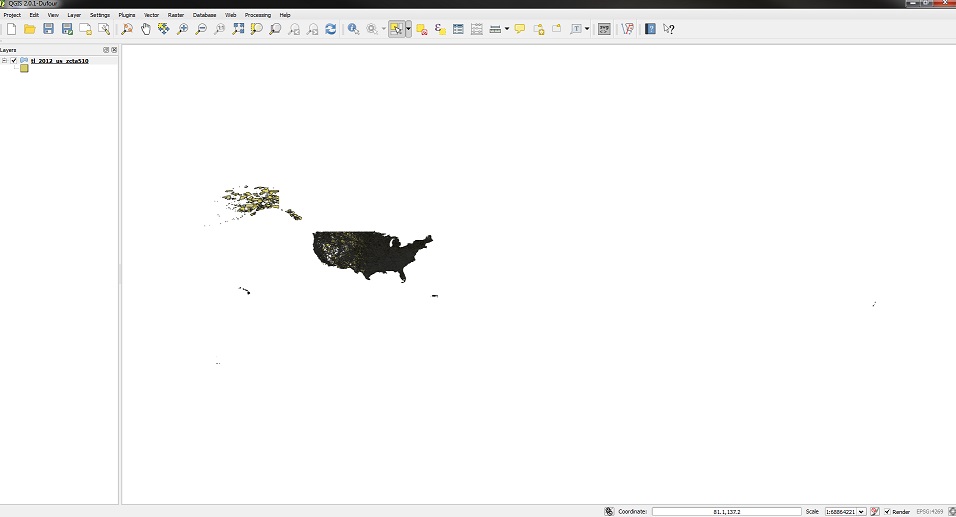 QGIS 2.0.1-Dufour
Project Edit View Layer Settings Plugins Vector Raster Database Web Processing Help
Layers
tl_2012_us_zcta510
Coordinate: 81.1,137.2 Scale 1:68864221 Render EPSG:4269